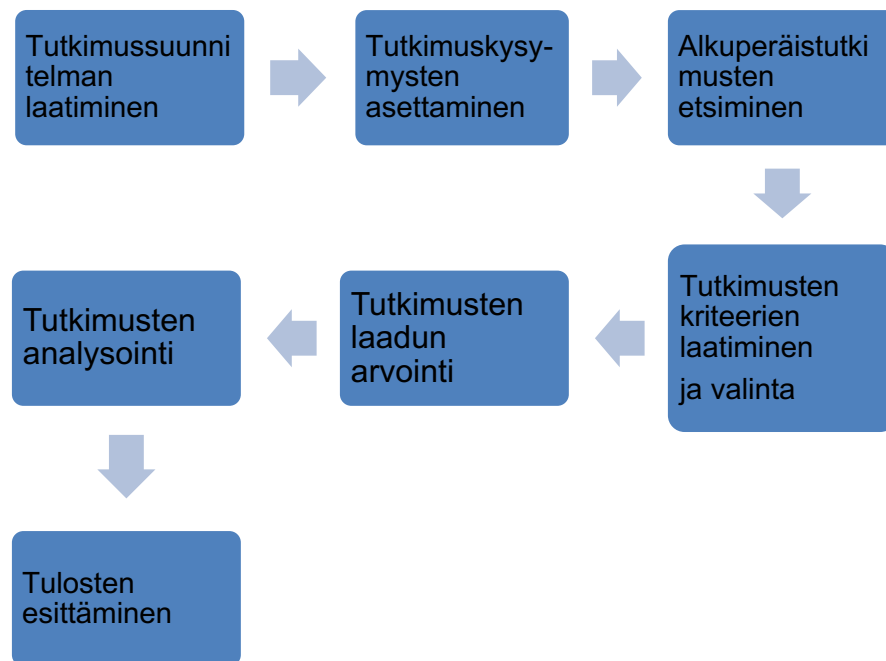 Tutkimussuunni
telman
laatiminen
Tutkimuskysy-
mysten
asettaminen
Alkuperäistutki
musten
etsiminen
Tutkimusten
kriteerien
laatiminen
ja valinta
Tutkimusten
laadun
arvointi
Tutkimusten
analysointi
Tulosten
esittäminen